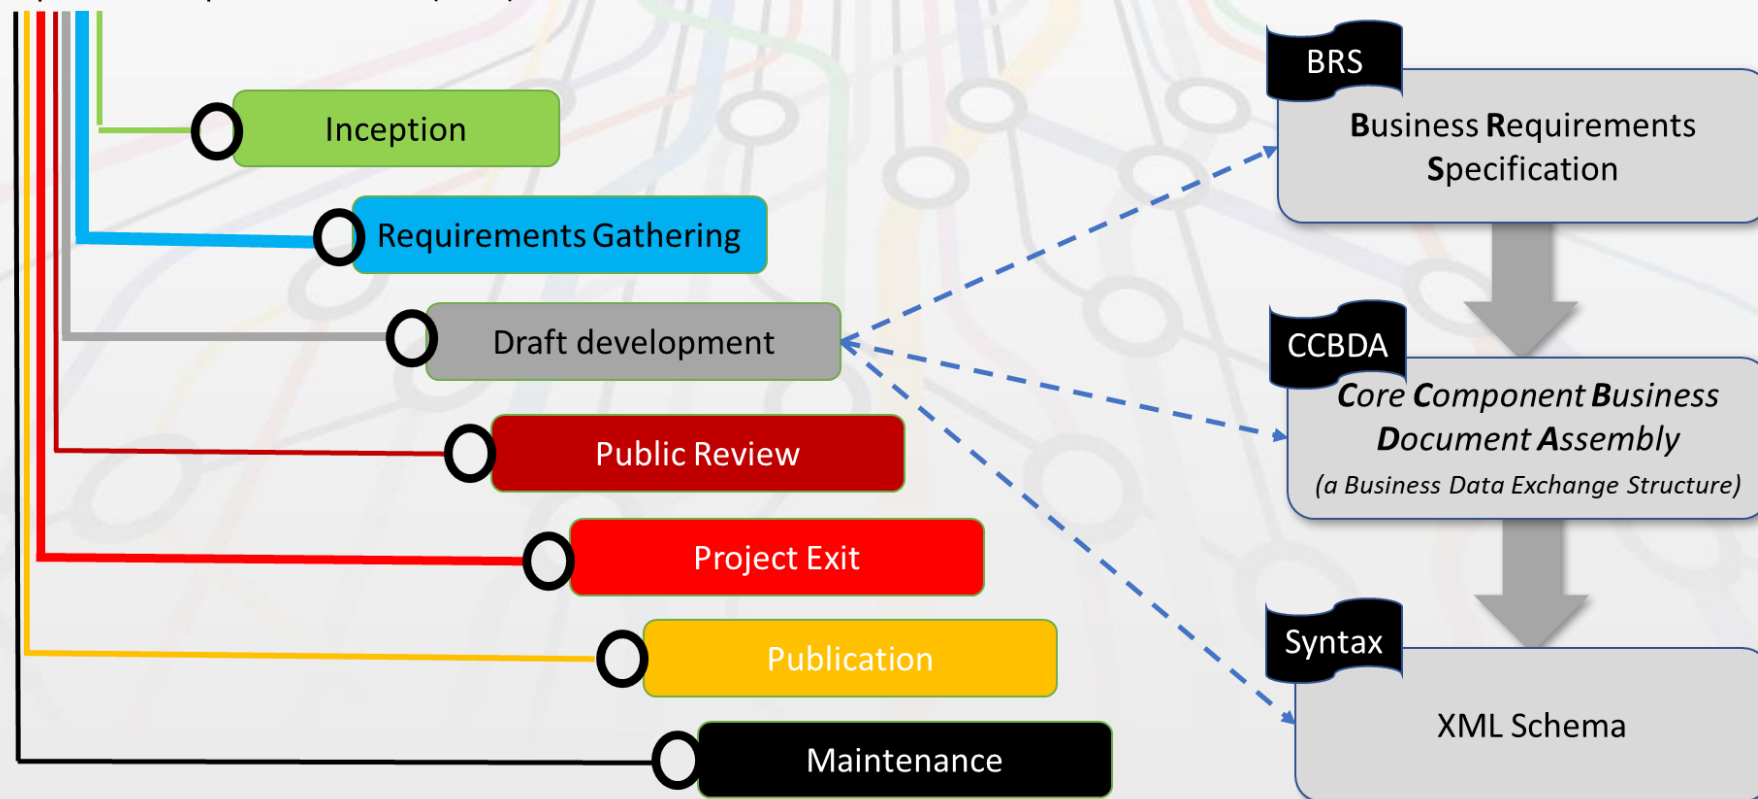 Inception
Requirements Gathering
Draft development
Public Review
Project Exit
Publication
Maintenance
BRS
Business Requirements
Specification
CCBDA
Core Component Business
Document Assembly
(a Business Data Exchange Structure)
Syntax
XML Schema